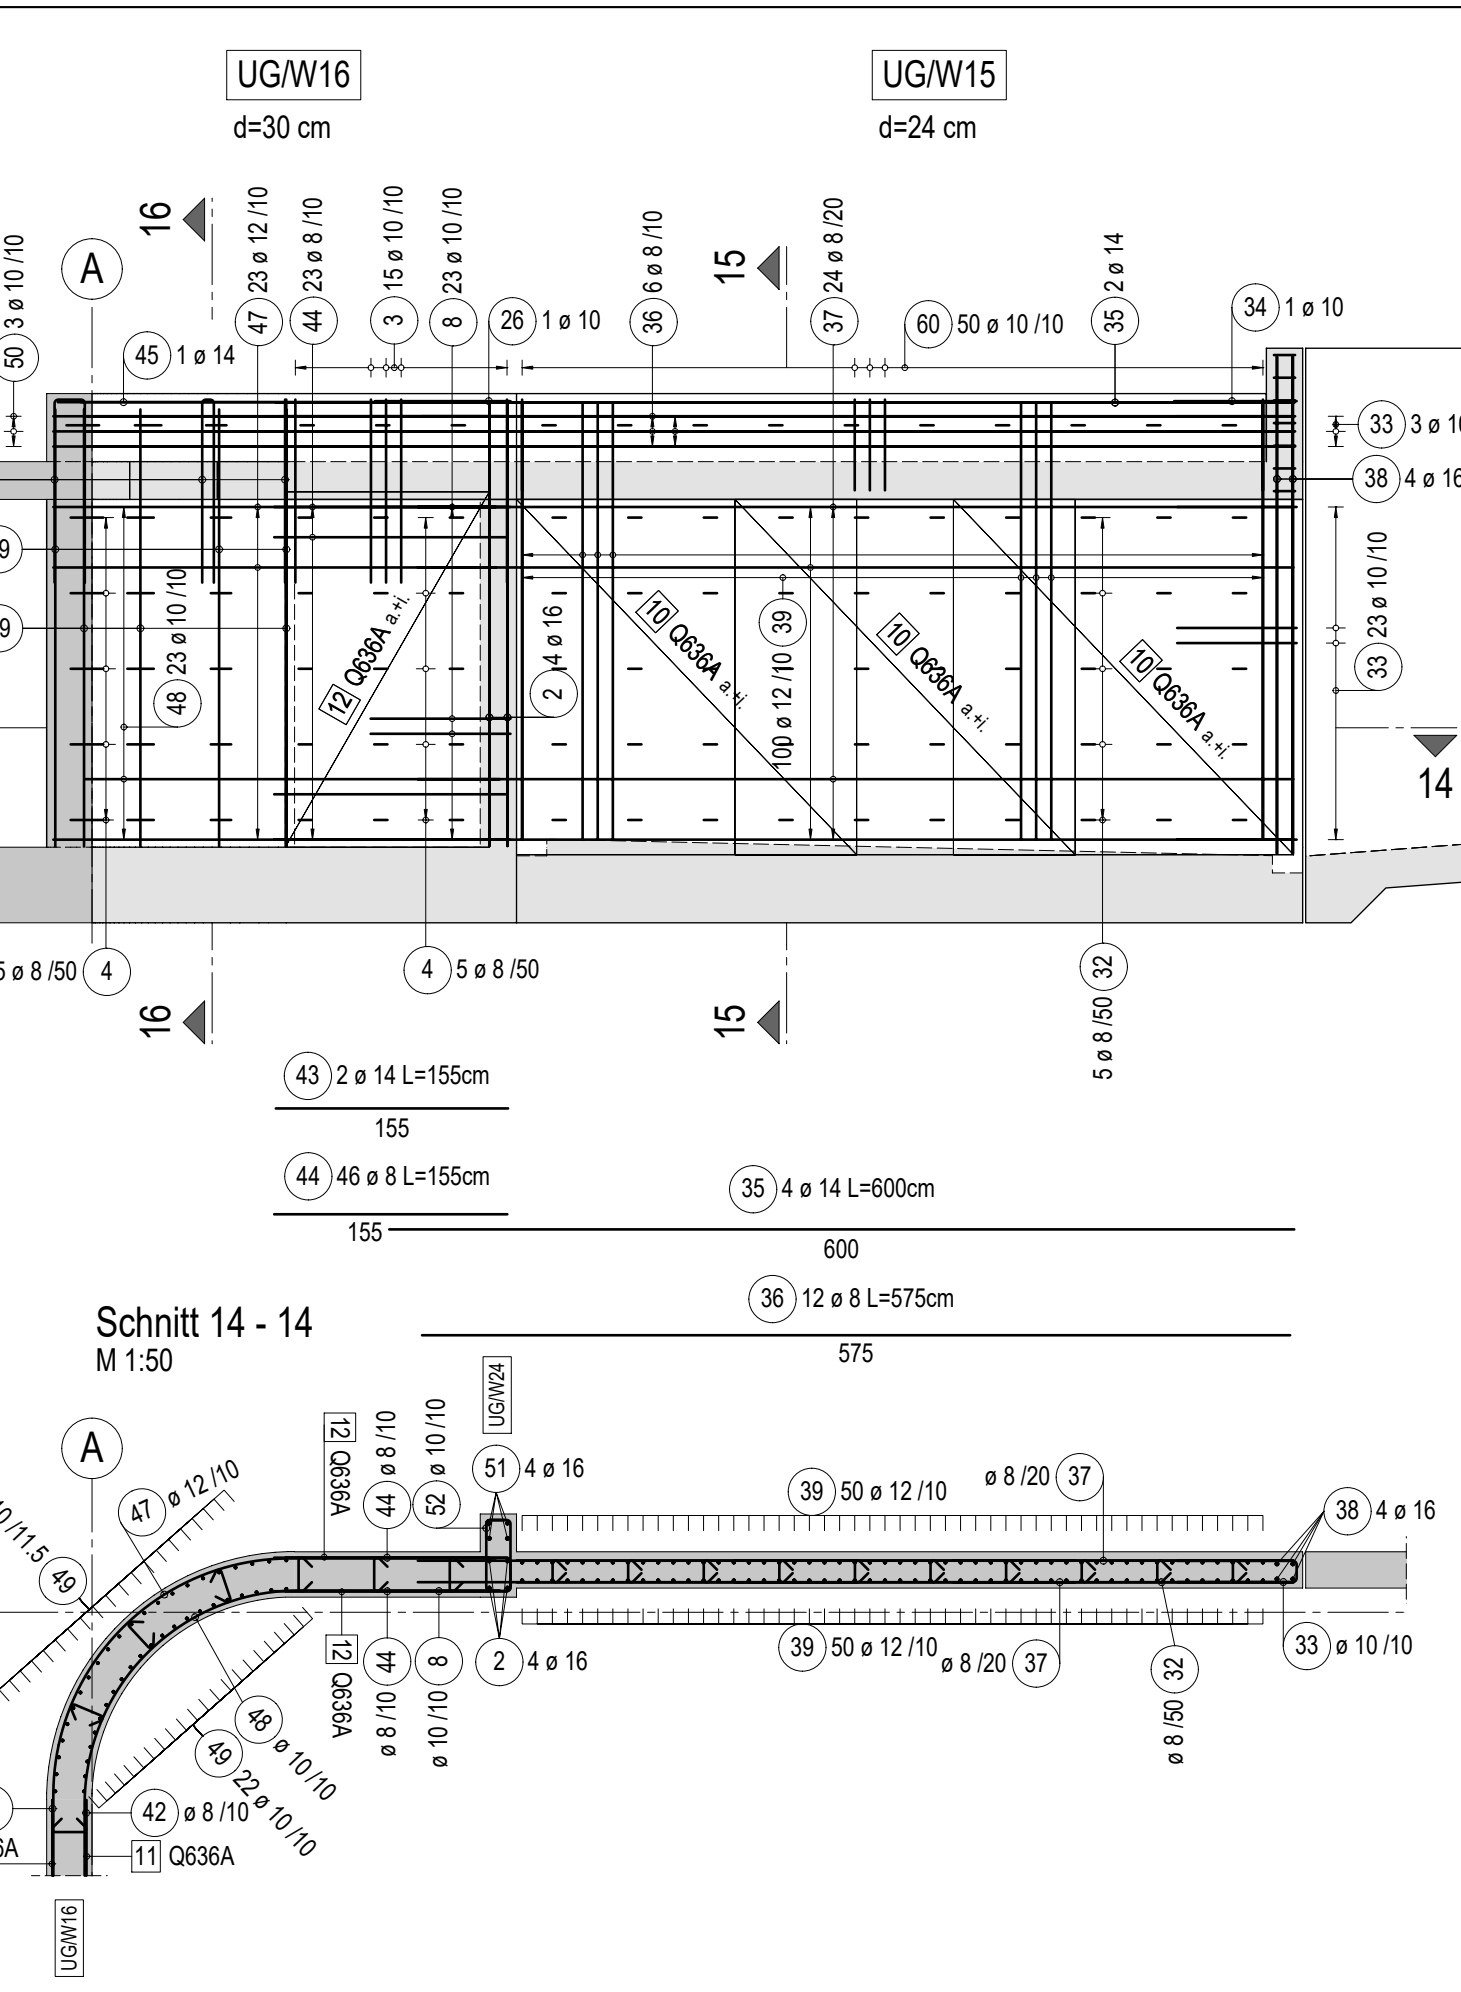 UG/W16
d=30 cm
UG/W15
d=24 cm
50 3 ø 10 /10
A
16
45 1 ø 14
47 23 ø 12 /10
44 23 ø 8 /10
3 15 ø 10 /10
8 23 ø 10 /10
26 1 ø 10
36 6 ø 8 /10
15
37 24 ø 8 /20
60 50 ø 10 /10
35 2 ø 14
34 1 ø 10
33 3 ø
38 4 ø 16
9
9
48 23 ø 10 /10
12 Q636A a.+i.
2 4 ø 16
10 Q636A a.+i.
100 ø 12 /10 39
10 Q636A a.+i.
10 Q636A a.+i.
33 23 ø 10 /10
14
5 ø 8 /50 4
4 5 ø 8 /50
5 ø 8 /50 32
16
15
43 2 ø 14 L=155cm
155
44 46 ø 8 L=155cm
155
35 4 ø 14 L=600cm
600
36 12 ø 8 L=575cm
575
Schnitt 14 - 14
M 1:50
A
47 ø 12 /10
/11.5 49
12 Q636A
44 ø 8 /10
52 ø 10 /10
UG/W24
51 4 ø 16
39 50 ø 12 /10
ø 8 /20 37
38 4 ø 16
48 ø 10 /10
49 22 ø 10 /10
12 Q636A
ø 8 /10 44
ø 10 /10 8
2 4 ø 16
39 50 ø 12 /10
ø 8 /20 37
ø 8 /50 32
33 ø 10 /10
42 ø 8 /10
11 Q636A
UG/W16